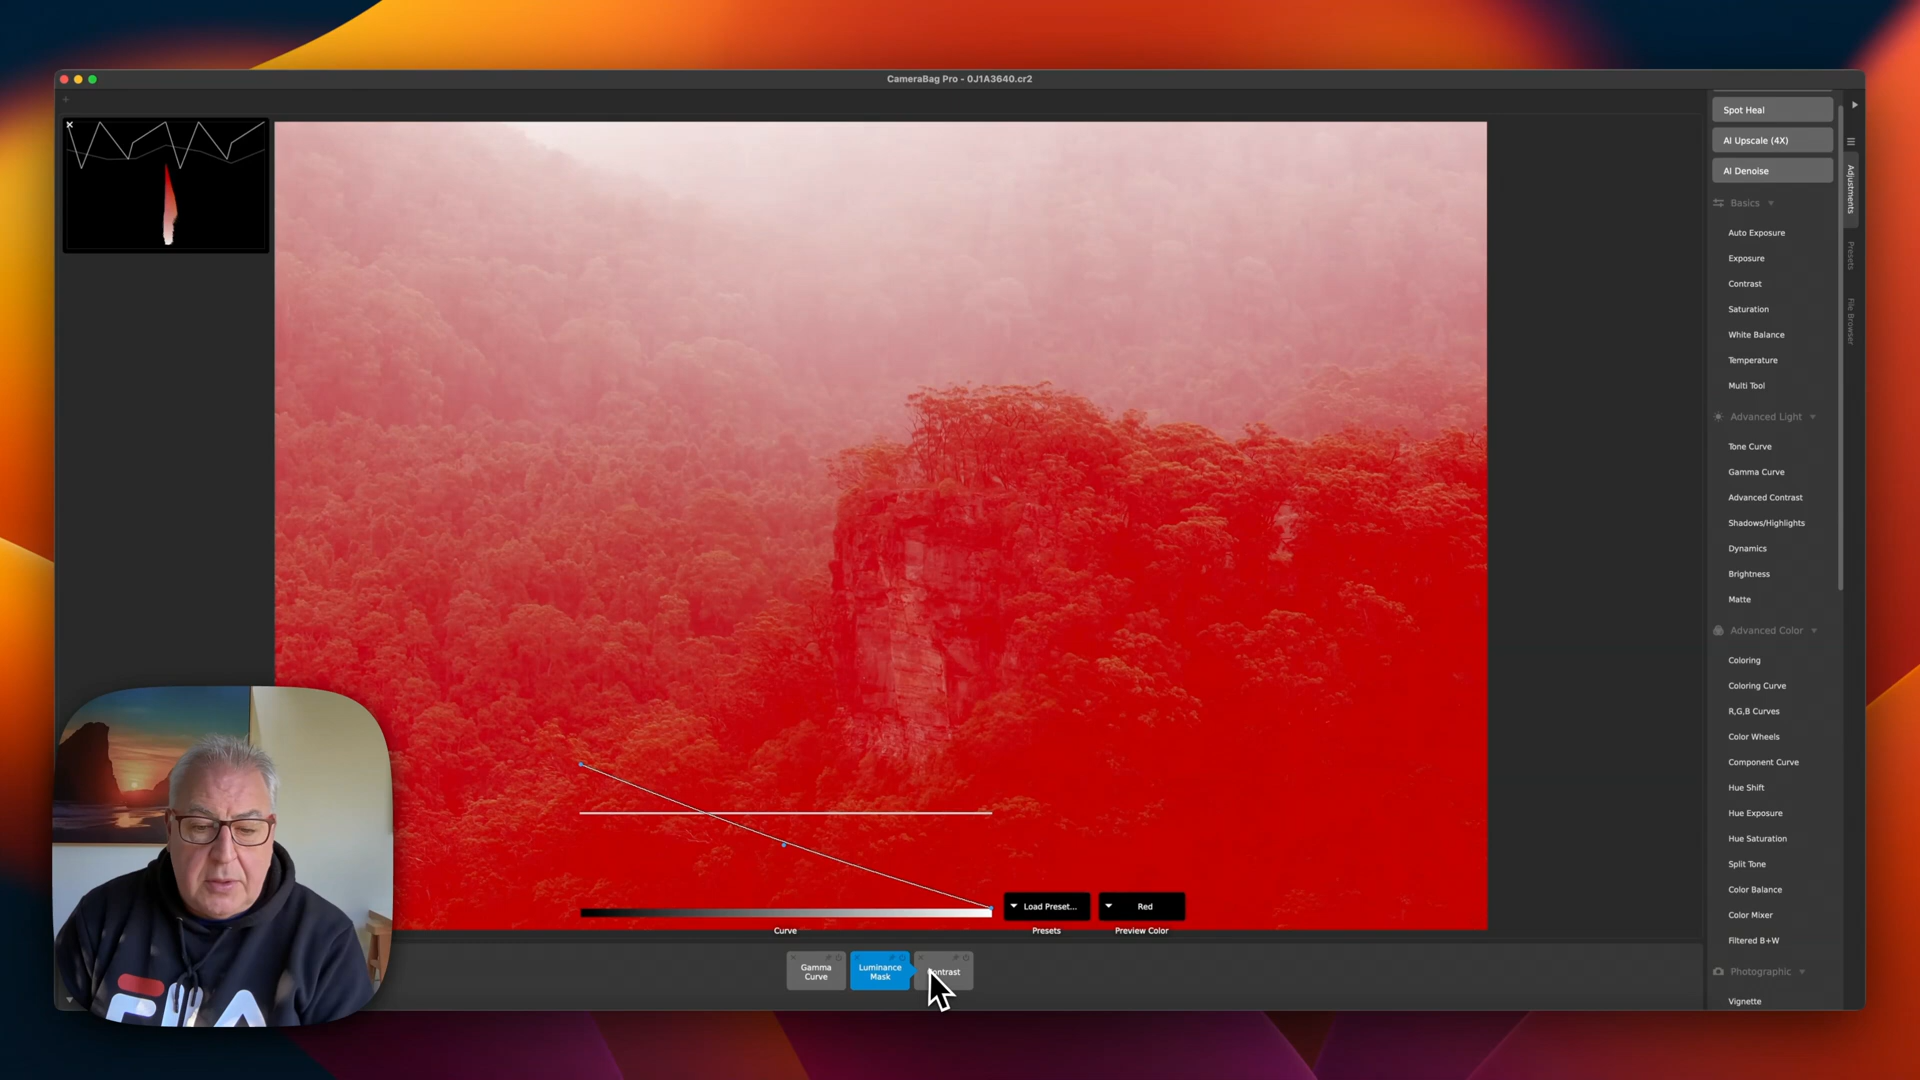 CameraBag Pro - 0J1A3640.cr2
Spot Heal
AI Upscale (4X)
AI Denoise
Basics
Auto Exposure
Exposure
Contrast
Saturation
White Balance
Temperature
Multi Tool
Advanced Light
Tone Curve
Gamma Curve
Advanced Contrast
Shadows/Highlights
Dynamics
Brightness
Matte
Advanced Color
Coloring
Coloring Curve
R,G,B Curves
Color Wheels
Component Curve
Hue Shift
Hue Exposure
Hue Saturation
Split Tone
Color Balance
Color Mixer
Filtered B+W
Photographic
Vignette
Adjustments
Presets
File Browser
Load Preset...
Red
Curve
Presets
Preview Color
Gamma
Curve
Luminance
Mask
ontrast
FILA